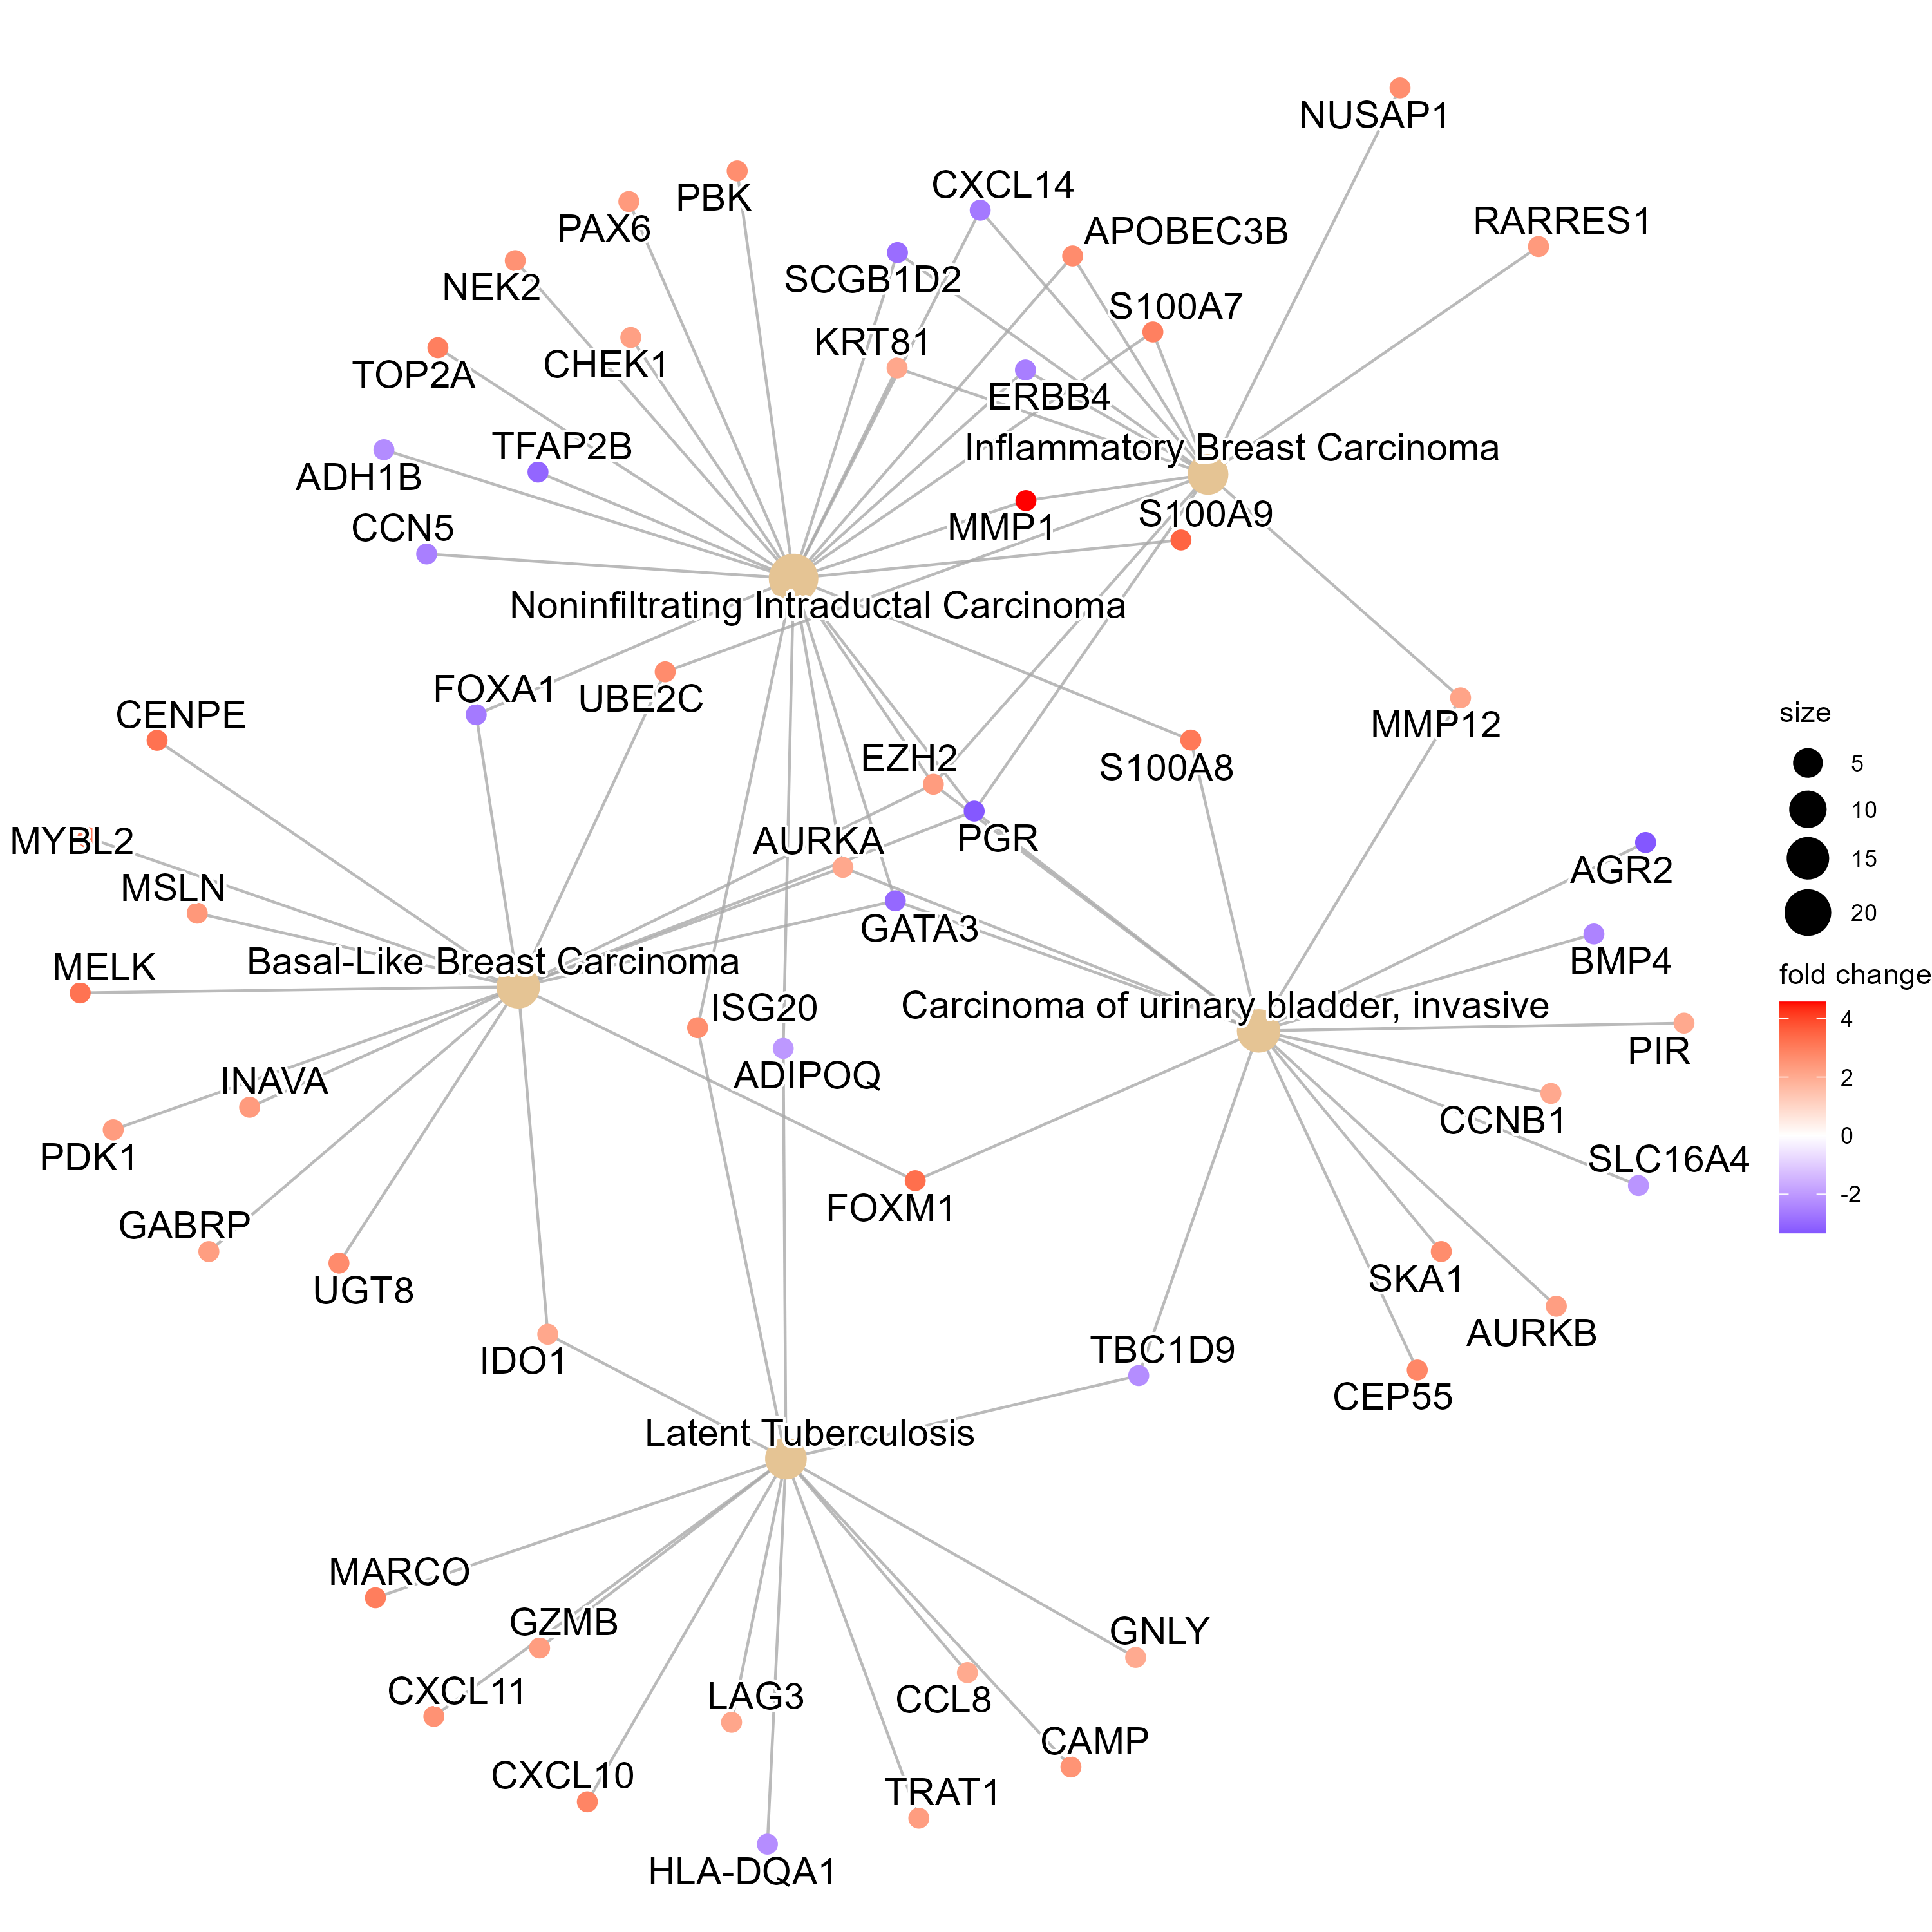 NUSAP1
PBK
CXCL14
PAX6
APOBEC3B
RARRES1
NEK2
SCGB1D2
S100A7
KRT81
CHEK1
TOP2A
ERBB4
TFAP2B
Inflammatory Breast Carcinoma
ADH1B
S100A9
CCN5
MMP1
Noninfiltrating Intraductal Carcinoma
FOXA1
UBE2C
CENPE
MMP12
size
EZH2
S100A8
5
10
MYBL2
AURKA
PGR
15
AGR2
MSLN
20
GATA3
Basal-Like Breast Carcinoma
BMP4
MELK
fold change
ISG20
Carcinoma of urinary bladder, invasive
4
PIR
ADIPOQ
INAVA
2
CCNB1
0
PDK1
SLC16A4
-2
FOXM1
GABRP
SKA1
UGT8
AURKB
TBC1D9
IDO1
CEP55
Latent Tuberculosis
MARCO
GZMB
GNLY
CXCL11
LAG3
CCL8
CAMP
CXCL10
TRAT1
HLA-DQA1